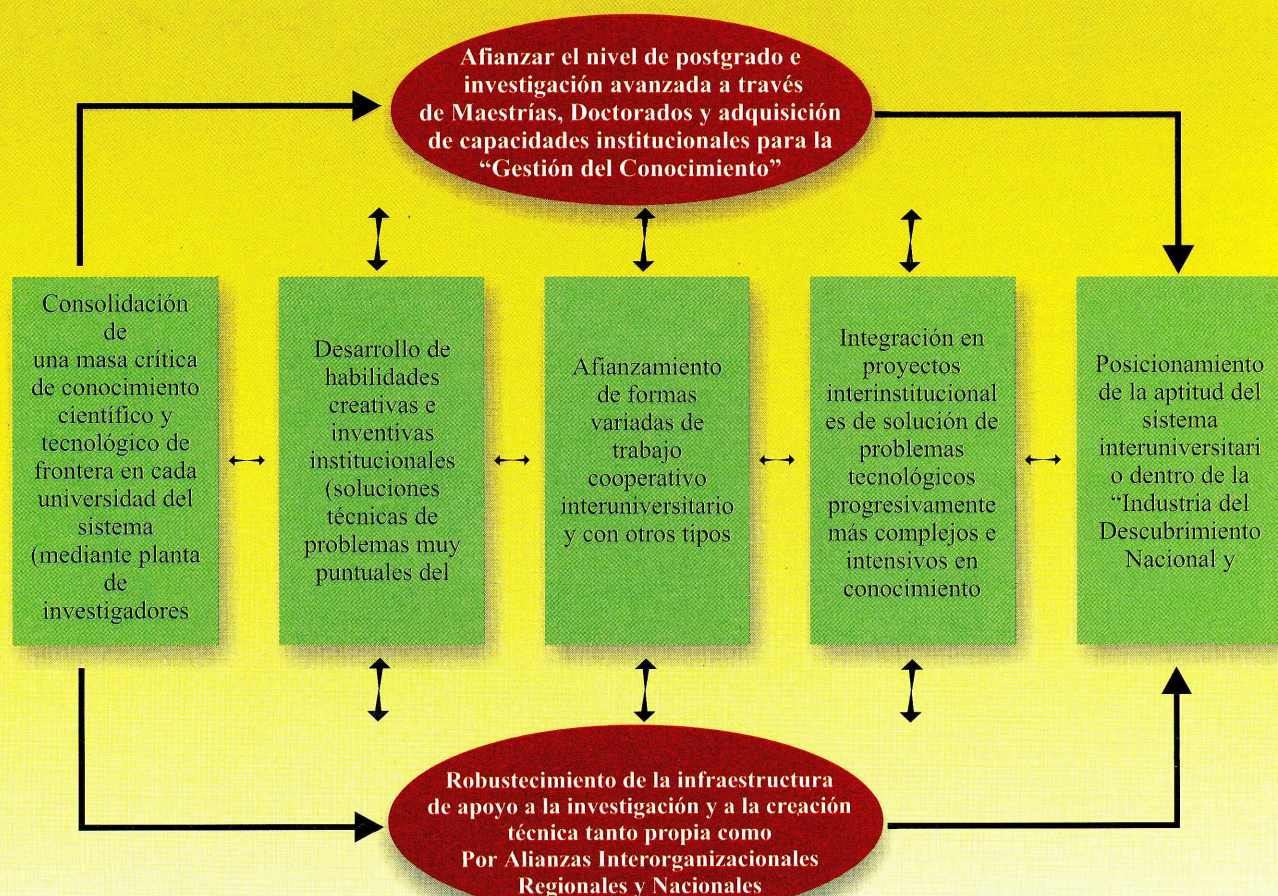 Afianzar el nivel de postgrado e
investigación avanzada a través
de Maestrías, Doctorados y adquisición
de capacidades institucionales para la
“Gestión del Conocimiento”
Consolidación
de
una masa crítica
de conocimiento
científico y
tecnológico de
frontera en cada
universidad del
sistema
(mediante planta
de
investigadores
Desarrollo de
habilidades
creativas e
inventivas
institucionales
(soluciones
técnicas de
problemas muy
puntuales del
Afianzamiento
de formas
variadas de
trabajo
cooperativo
interuniversitario
y con otros tipos
Integración en
proyectos
interinstitucional
es de solución de
problemas
tecnológicos
progresivamente
más complejos e
intensivos en
conocimiento
Posicionamiento
de la aptitud del
sistema
interuniversitari
o dentro de la
“Industria del
Descubrimiento
Nacional y
Robustecimiento de la infraestructura
de apoyo a la investigación y a la creación
técnica tanto propia como
Por Alianzas Interorganizacionales
Regionales y Nacionales